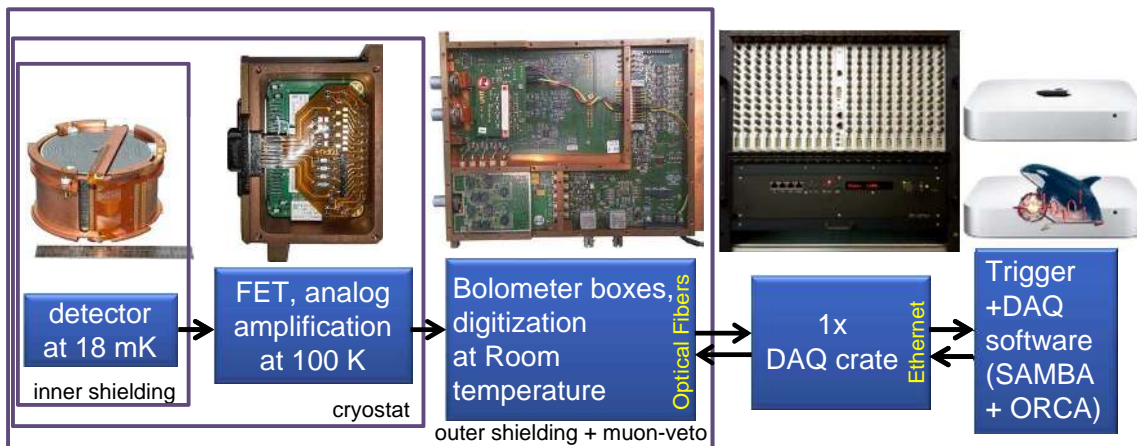 detector
at 18 mK
inner shielding
FET, analog
amplification
at 100 K
cryostat
Bolometer boxes,
digitization
at Room
temperature
Optical Fibers
outer shielding + muon-veto
1x
DAQ crate
Ethernet
Trigger
+DAQ
software
(SAMBA
+ ORCA)